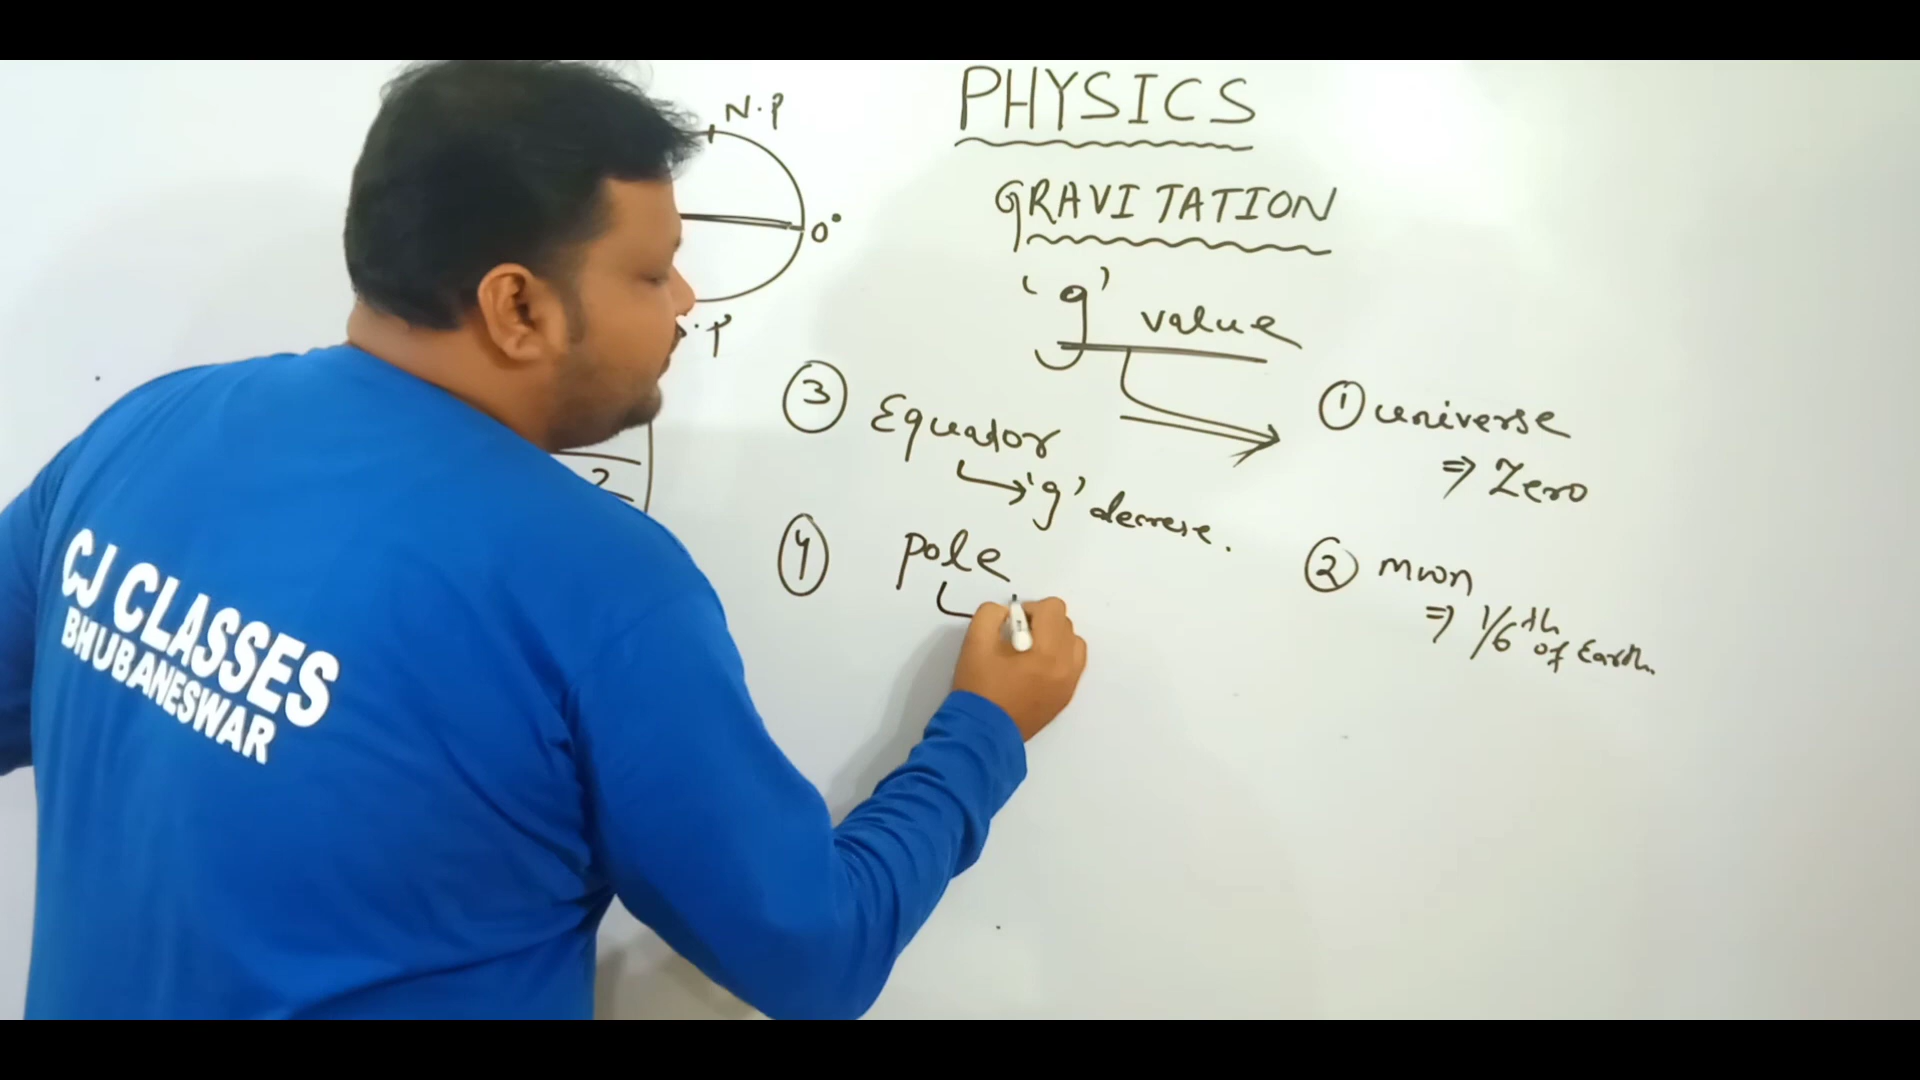 N.P
PHYSICS
0°
GRAVITATION
'g' value
③ Equator
① universe
⇒ Zero
'g' decrese.
④ pole
② moon
⇒ 1/6th of Earth.
CJ CLASSES
BHUBANESWAR